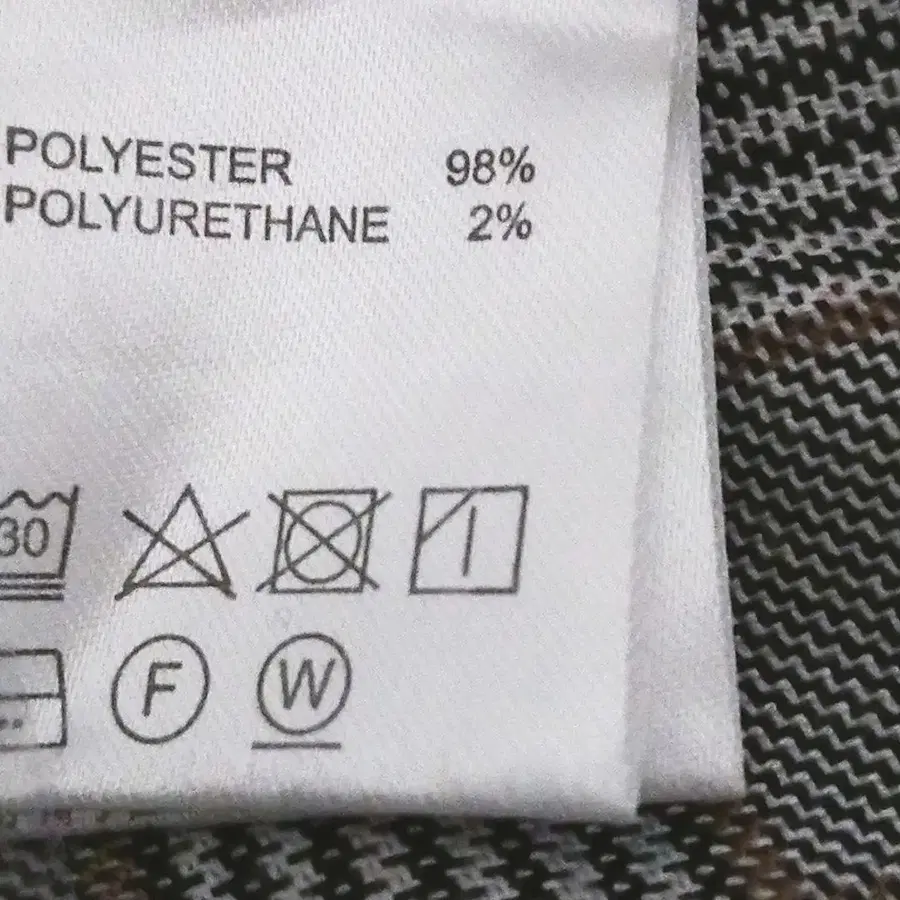 POLYESTER 98%
POLYURETHANE 2%
30
F W